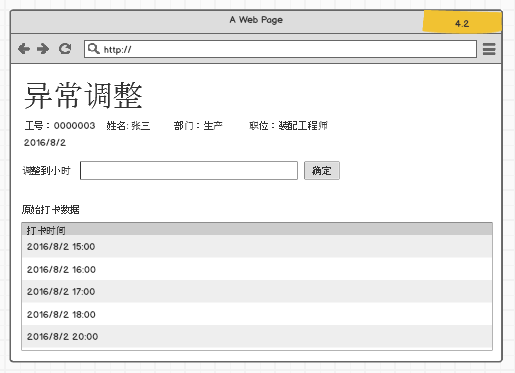 A Web Page
4.2
http://
异常调整
工号：0000003 姓名: 张三 部门：生产 职位：装配工程师
2016/8/2
调整到小时 确定
原始打卡数据
打卡时间
2016/8/2 15:00
2016/8/2 16:00
2016/8/2 17:00
2016/8/2 18:00
2016/8/2 20:00